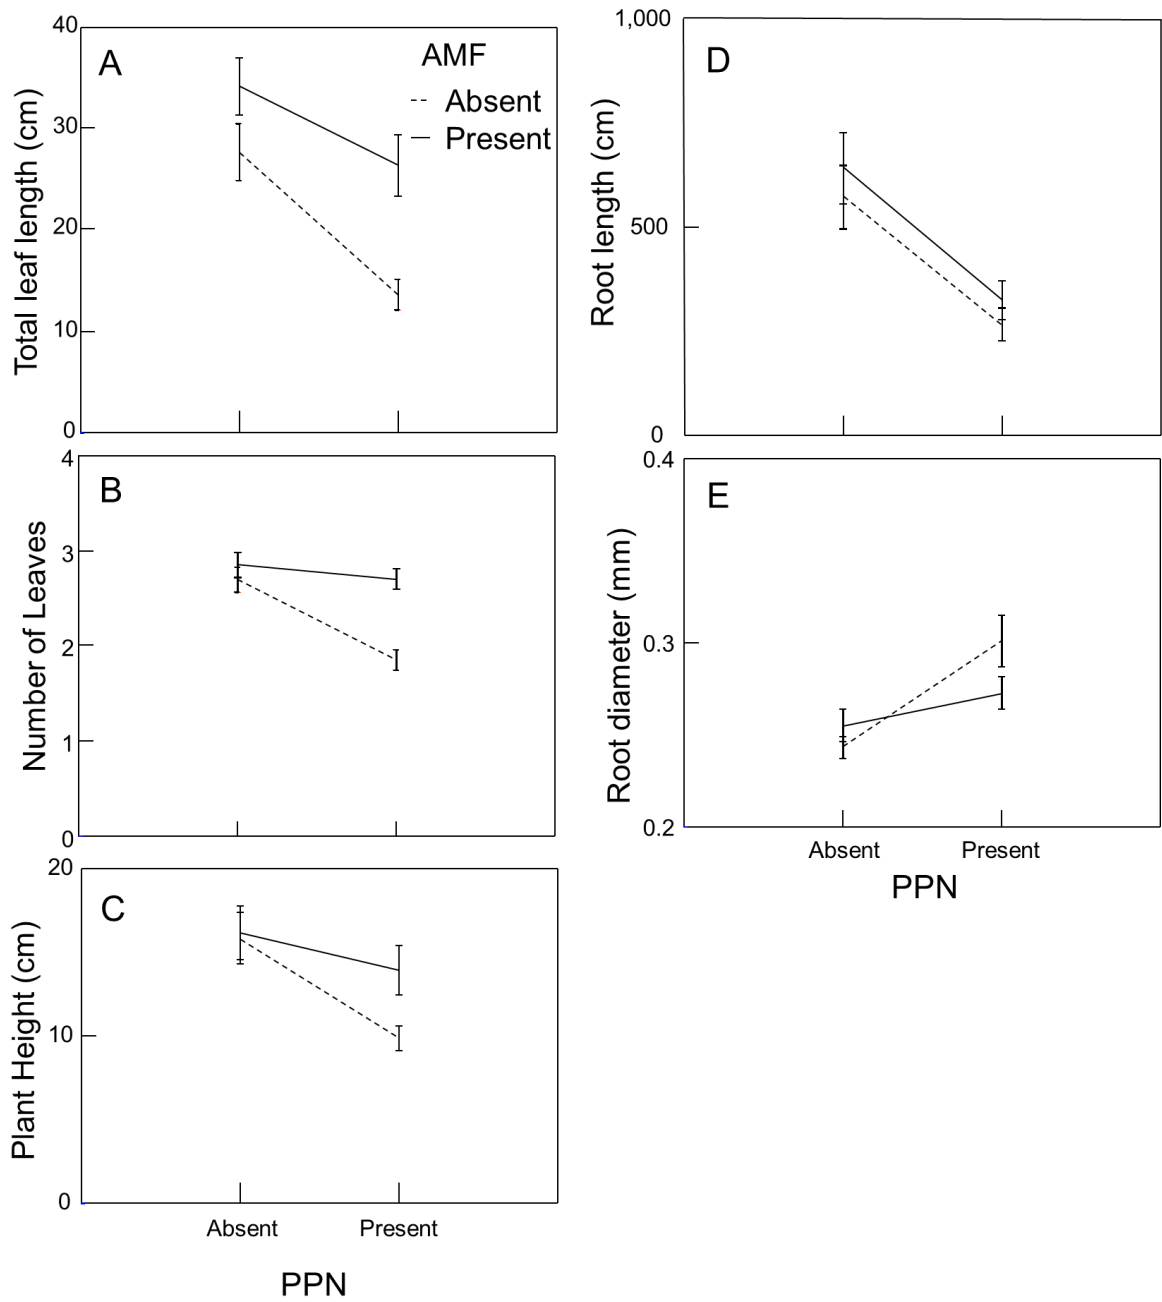 A
AMF
Absent
Present
Total leaf length (cm)
40
30
20
10
0
B
Number of Leaves
4
3
2
1
0
C
Plant Height (cm)
20
10
0
Absent Present
PPN
D
Root length (cm)
1,000
500
0
E
Root diameter (mm)
0.4
0.3
0.2
Absent Present
PPN